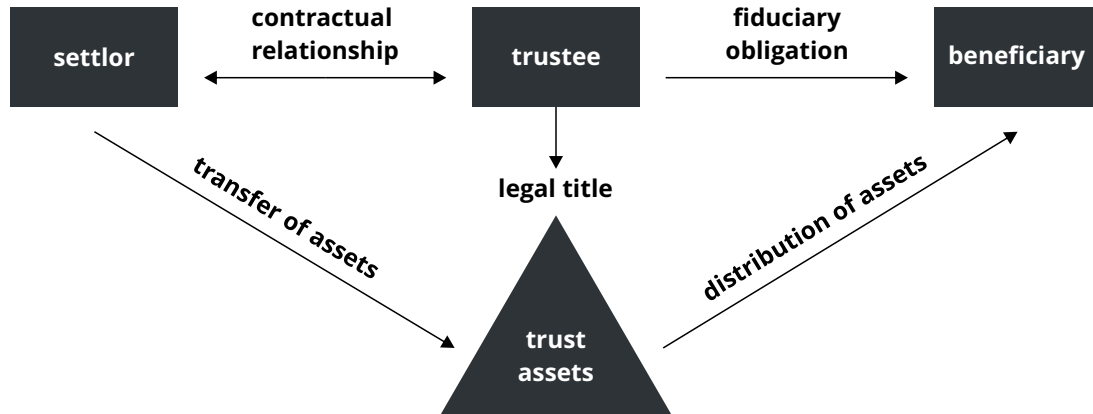 settlor
contractual
relationship
trustee
fiduciary
obligation
beneficiary
legal title
transfer of assets
distribution of assets
trust
assets